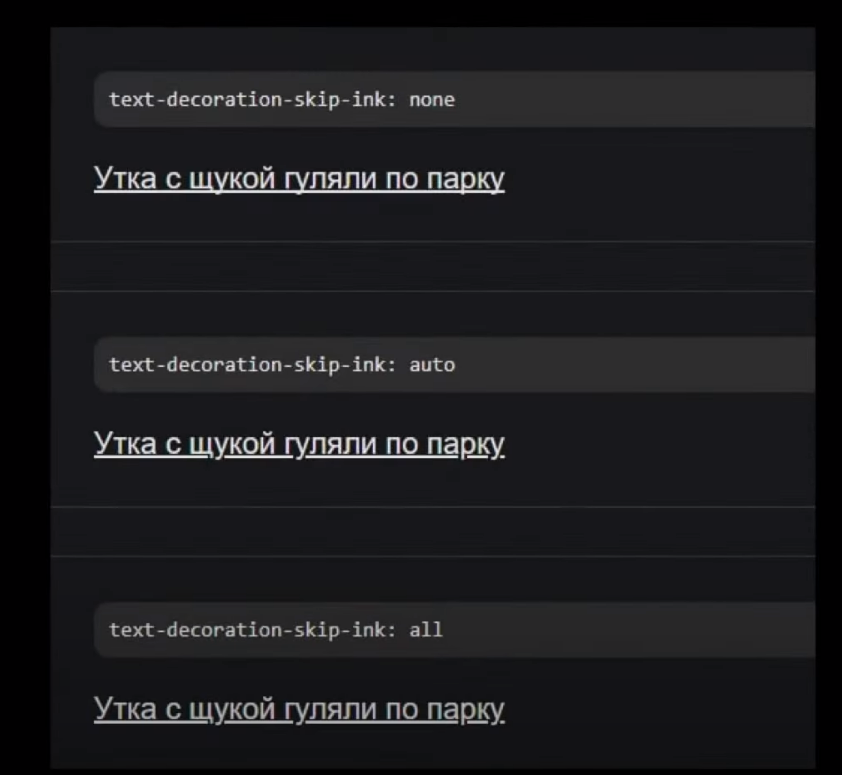 text-decoration-skip-ink: none
Утка с щукой гуляли по парку
text-decoration-skip-ink: auto
Утка с щукой гуляли по парку
text-decoration-skip-ink: all
Утка с щукой гуляли по парку